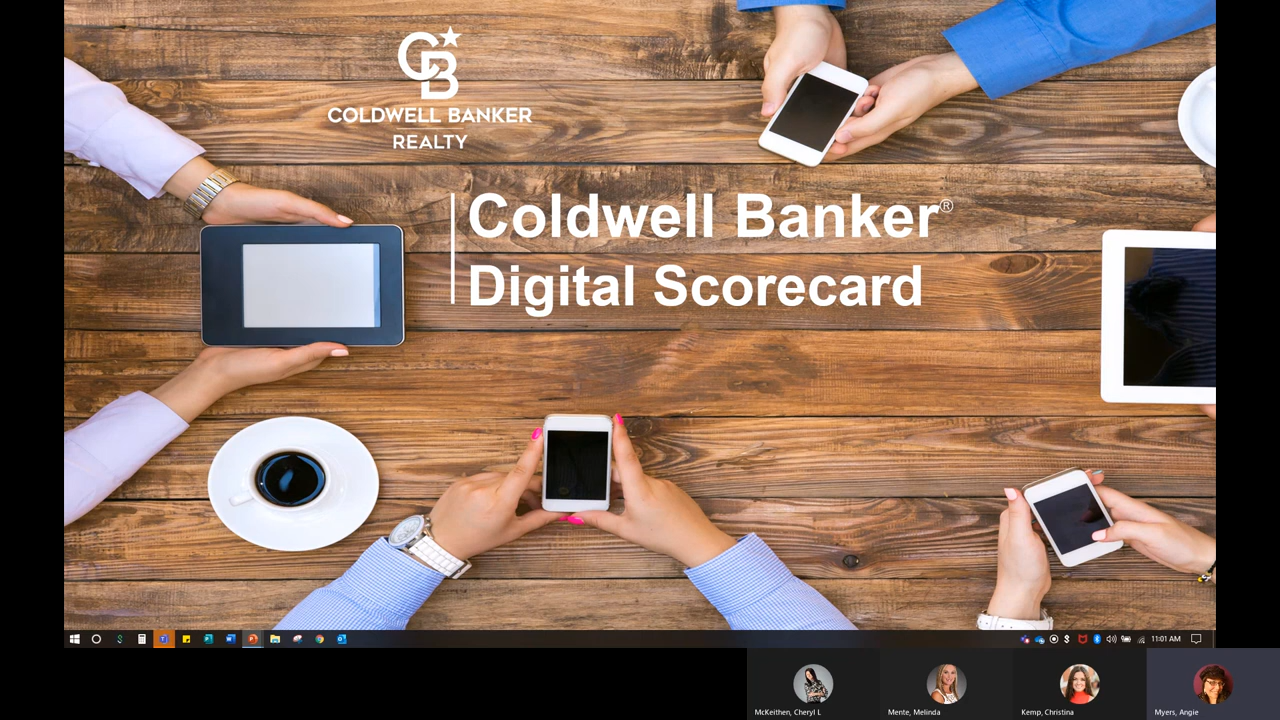 CB
COLDWELL BANKER
REALTY
Coldwell Banker®
Digital Scorecard
11:01 AM
McKeithen, Cheryl L
Mente, Melinda
Kemp, Christina
Myers, Angie